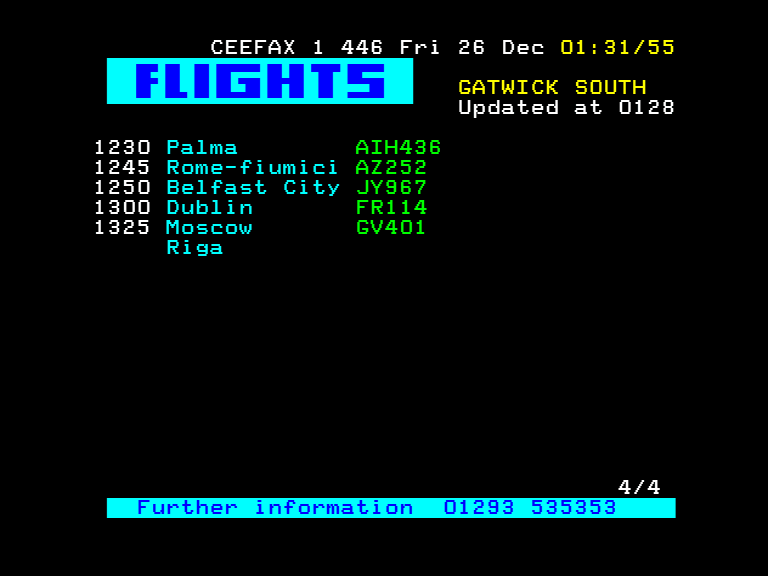 CEEFAX 1 446 Fri 26 Dec 01:31/55
FLIGHTS
GATWICK SOUTH
Updated at 0128
1230 Palma AIH436
1245 Rome-fiumici AZ252
1250 Belfast City JY967
1300 Dublin FR114
1325 Moscow GV401
Riga
4/4
Further information 01293 535353